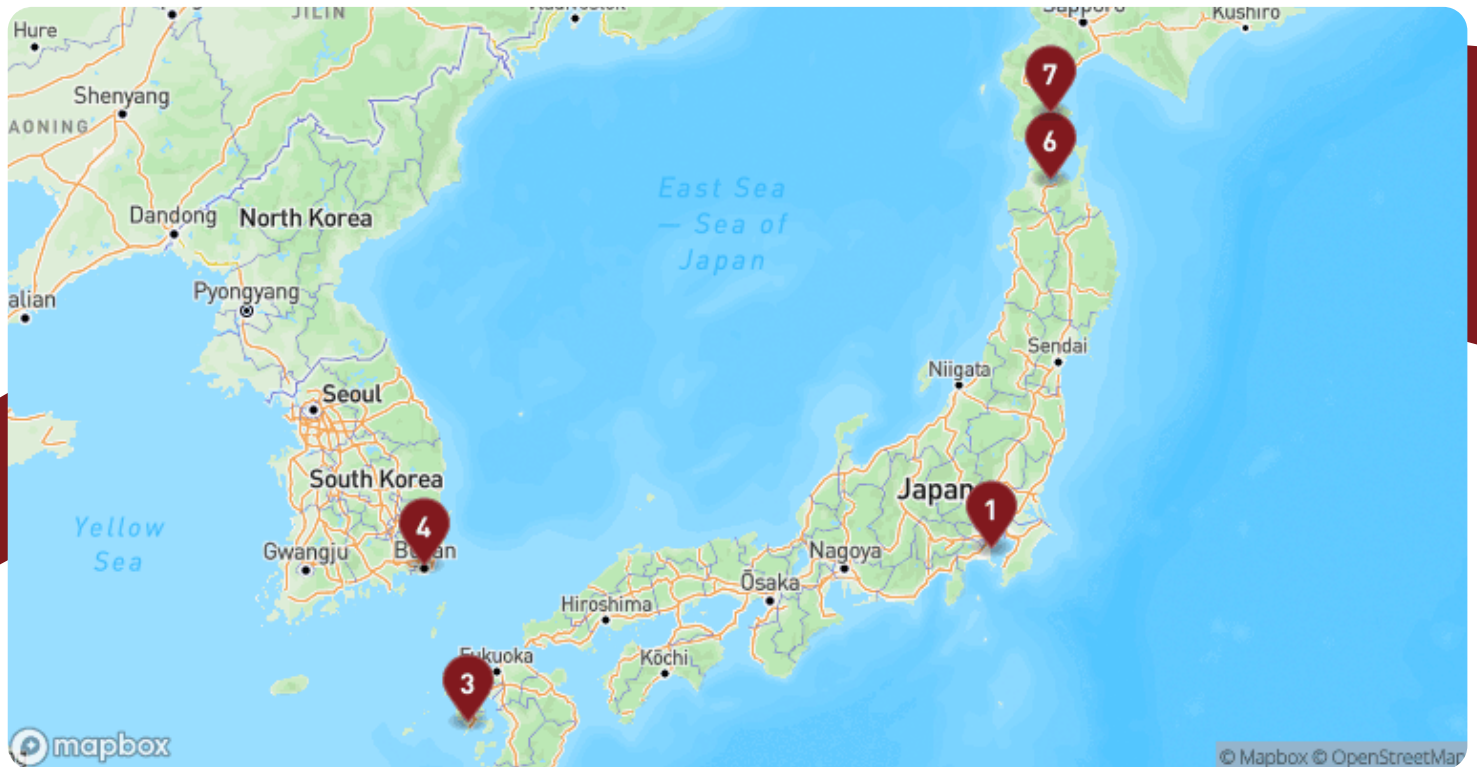 JILIN
Sapporo
Kushiro
Hure
7
Shenyang
AONING
6
East Sea
— Sea of
Japan
Dandong
North Korea
Pyongyang
alian
Sendai
Niigata
Seoul
South Korea
Japan
1
4
Yellow
Sea
Gwangju
Busan
Nagoya
Ōsaka
Hiroshima
Fukuoka
Kōchi
3
mapbox
© Mapbox © OpenStreetMap